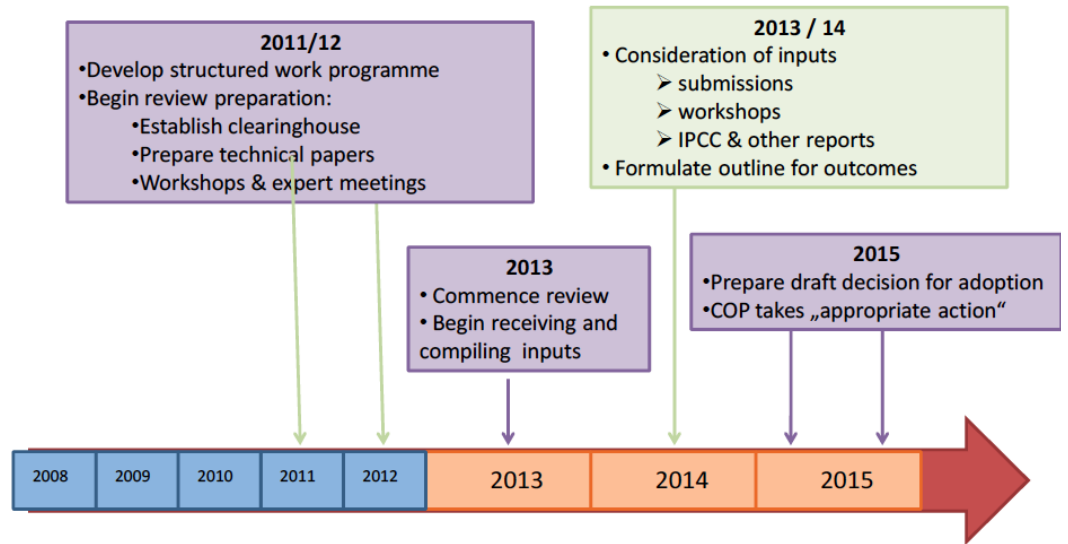 2011/12
•Develop structured work programme
•Begin review preparation:
•Establish clearinghouse
•Prepare technical papers
•Workshops & expert meetings
2013 / 14
• Consideration of inputs
➢ submissions
➢ workshops
➢ IPCC & other reports
• Formulate outline for outcomes
2013
• Commence review
• Begin receiving and
compiling inputs
2015
•Prepare draft decision for adoption
•COP takes „appropriate action“
2008
2009
2010
2011
2012
2013
2014
2015